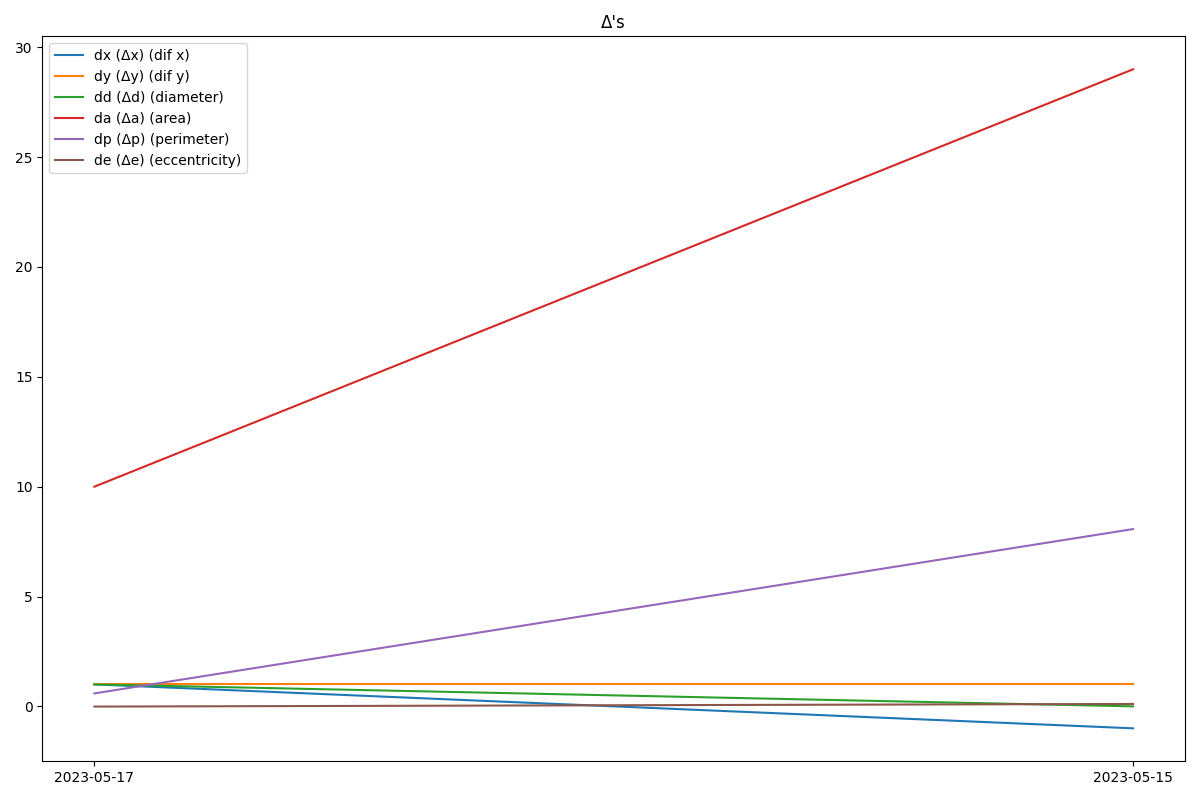 Δ's
30
25
20
15
10
5
0
dx (Δx) (dif x)
dy (Δy) (dif y)
dd (Δd) (diameter)
da (Δa) (area)
dp (Δp) (perimeter)
de (Δe) (eccentricity)
2023-05-17
2023-05-15